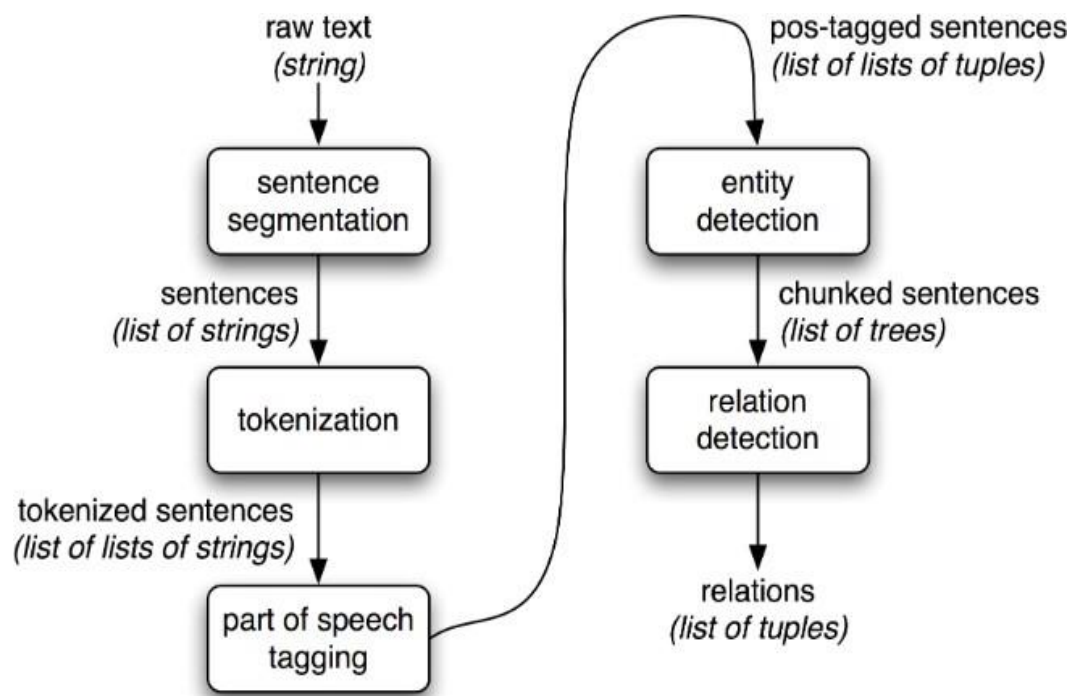 raw text
(string)
sentence
segmentation
sentences
(list of strings)
tokenization
tokenized sentences
(list of lists of strings)
part of speech
tagging
pos-tagged sentences
(list of lists of tuples)
entity
detection
chunked sentences
(list of trees)
relation
detection
relations
(list of tuples)